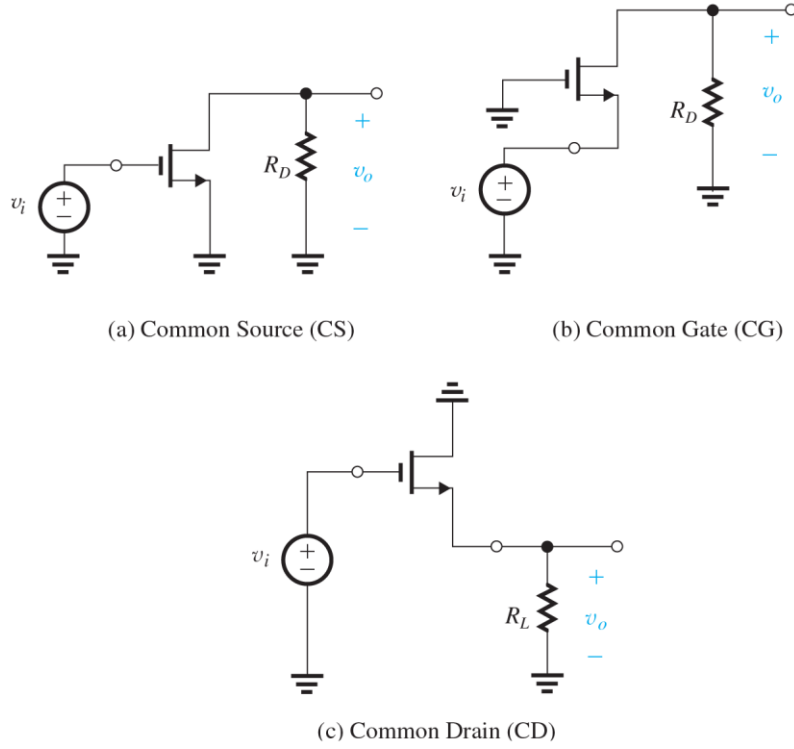 +
v_o
−
R_D
v_i
+
−
(a) Common Source (CS)
+
v_o
−
R_D
v_i
+
−
(b) Common Gate (CG)
v_i
+
−
R_L
+
v_o
−
(c) Common Drain (CD)